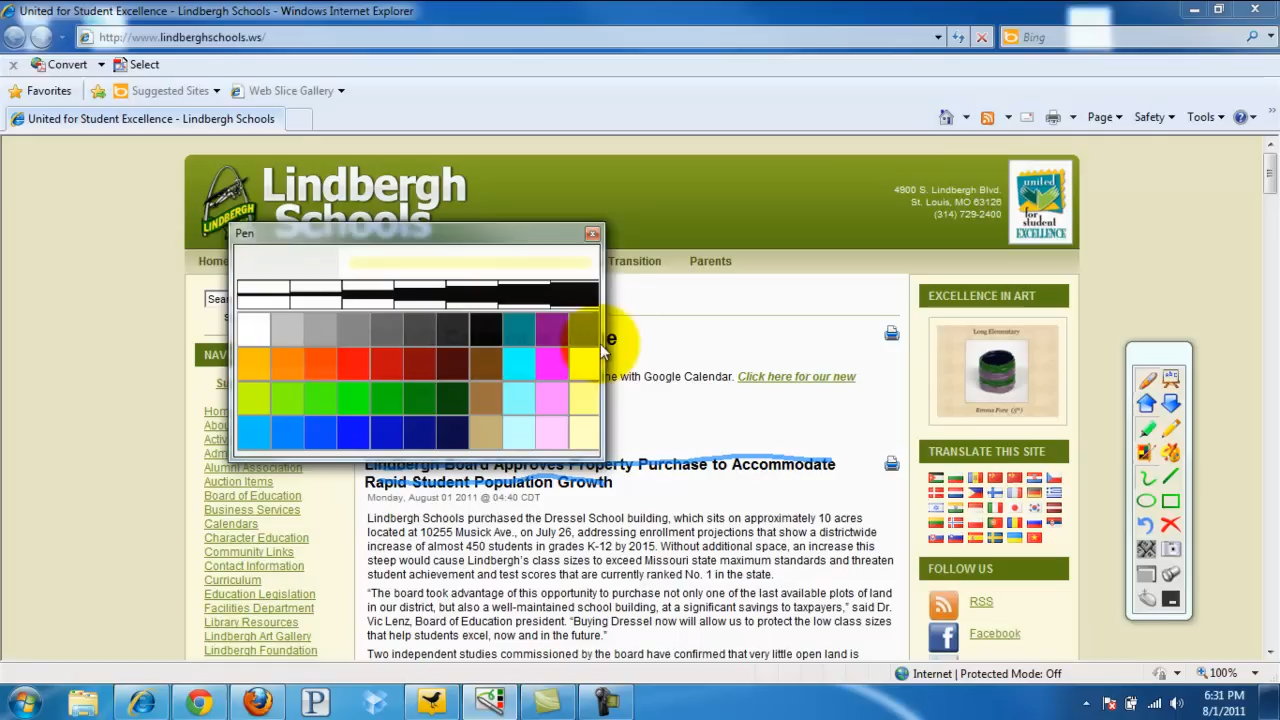 United for Student Excellence - Lindbergh Schools - Windows Internet Explorer
http://www.lindberghschools.ws/
Bing
Convert
Select
Favorites
Suggested Sites
Web Slice Gallery
United for Student Excellence - Lindbergh Schools
Page
Safety
Tools
LINDBERGH
Lindbergh
Schools
4900 S. Lindbergh Blvd.
St. Louis, MO 63126
(314) 729-2400
united
for student
EXCELLENCE
Pen
Home
Transition
Parents
Sear
NAV
Su
Home
Abou
Activ
Alumni Association
Auction Items
Board of Education
Business Services
Calendars
Character Education
Community Links
Contact Information
Curriculum
Education Legislation
Facilities Department
Library Resources
Lindbergh Art Gallery
Lindbergh Foundation
e
ne with Google Calendar. Click here for our new
Lindbergh Board Approves Property Purchase to Accommodate
Rapid Student Population Growth
Monday, August 01 2011 @ 04:40 CDT
Lindbergh Schools purchased the Dressel School building, which sits on approximately 10 acres
located at 10255 Musick Ave., on July 26, addressing enrollment projections that show a districtwide
increase of almost 450 students in grades K-12 by 2015. Without additional space, an increase this
steep would cause Lindbergh's class sizes to exceed Missouri state maximum standards and threaten
student achievement and test scores that are currently ranked No. 1 in the state.
“The board took advantage of this opportunity to purchase not only one of the last available plots of land
in our district, but also a well-maintained school building, at a significant savings to taxpayers,” said Dr.
Vic Lenz, Board of Education president. “Buying Dressel now will allow us to protect the low class sizes
that help students excel, now and in the future.”
Two independent studies commissioned by the board have confirmed that very little open land is
EXCELLENCE IN ART
Long Elementary
TRANSLATE THIS SITE
FOLLOW US
RSS
Facebook
Internet | Protected Mode: Off
100%
6:31 PM
8/1/2011